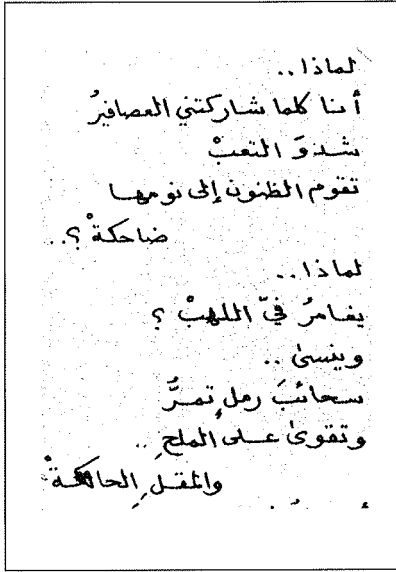 لماذا ..
أنا كلما شاركتني العصافيرُ
شدوَ التعبْ
تقوم الظنون إلى نومها
ضاحكةْ ؟..
لماذا ..
يغامرُ فيّ اللهبْ ؟
وينسىٰ ..
سحائبَ رملٍ تمرُّ
وتقوىٰ على الملحِ ..
والمقلِ الحالكةْ